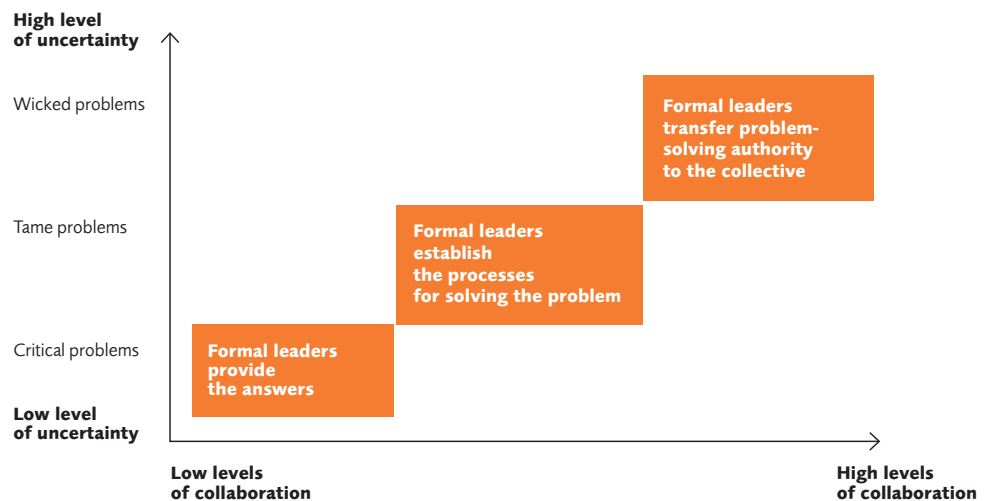 High level
of uncertainty
Wicked problems
Formal leaders
transfer problem-
solving authority
to the collective
Tame problems
Formal leaders
establish
the processes
for solving the problem
Critical problems
Formal leaders
provide
the answers
Low level
of uncertainty
Low levels
of collaboration
High levels
of collaboration